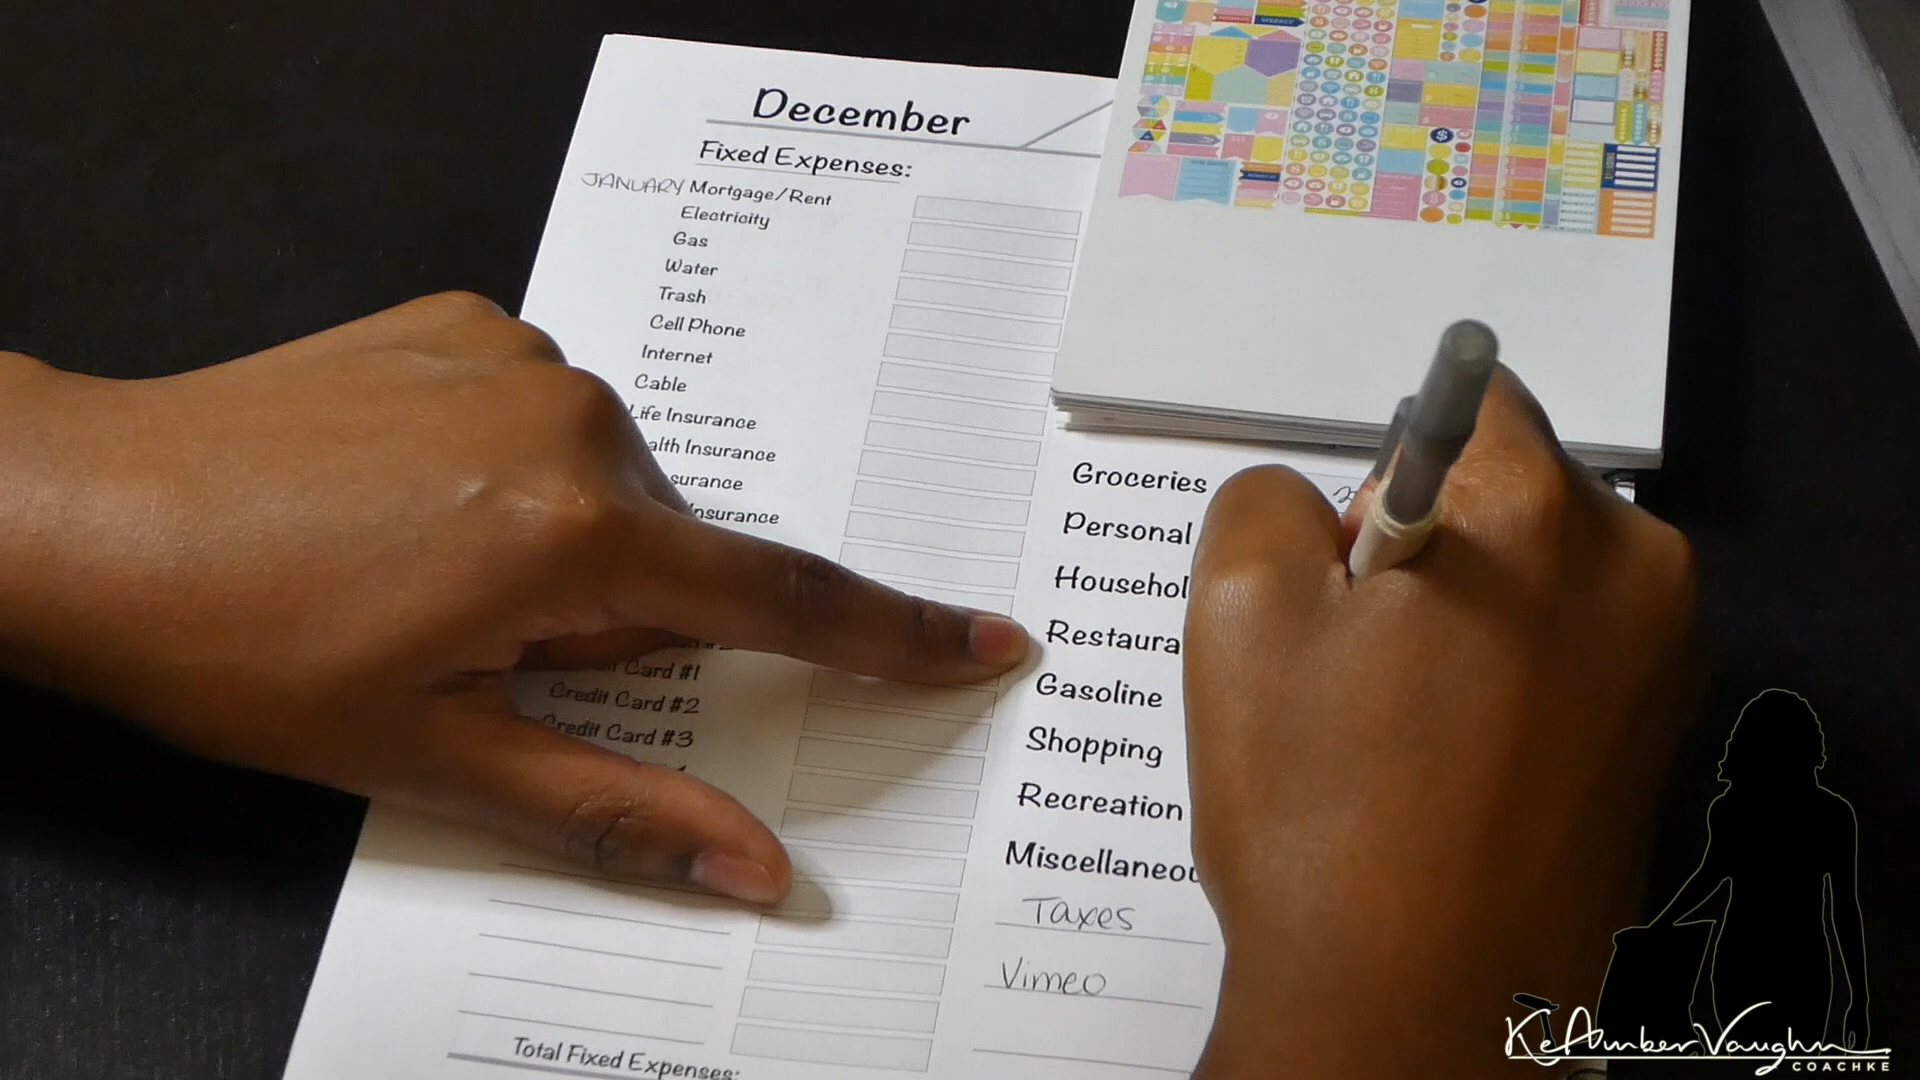 December
Fixed Expenses:
JANUARY Mortgage/Rent
Electricity
Gas
Water
Trash
Cell Phone
Internet
Cable
Life Insurance
alth Insurance
surance
Insurance
Card #1
Credit Card #2
Credit Card #3
Total Fixed Expenses:
Groceries
Personal
Househol
Restaura
Gasoline
Shopping
Recreation
Miscellaneou
Taxes
Vimeo
KeAmber Vaughn
COACHKE